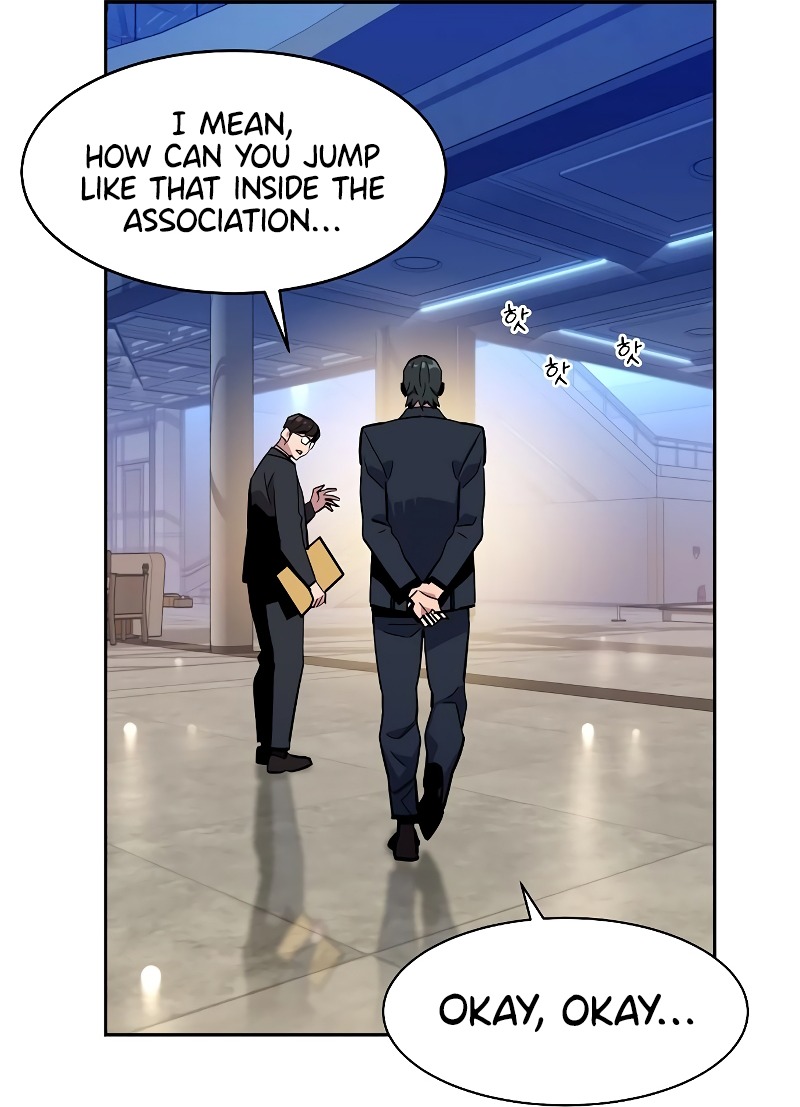 I MEAN,
HOW CAN YOU JUMP
LIKE THAT INSIDE THE
ASSOCIATION...
핫
핫
핫
OKAY, OKAY...